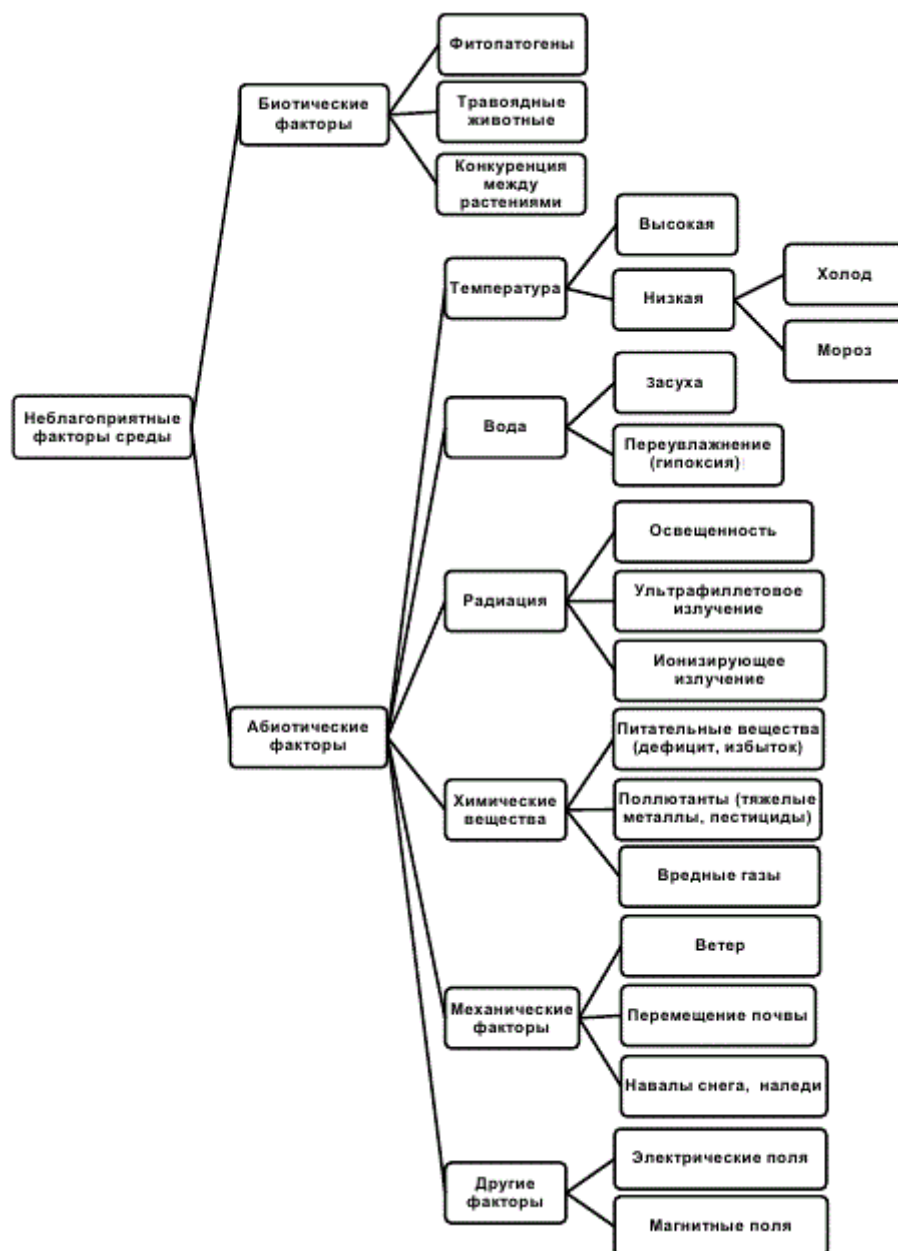 Фитопатогены
Биотические
факторы
Травоядные
животные
Конкуренция
между
растениями
Высокая
Температура
Низкая
Холод
Мороз
Неблагоприятные
факторы среды
Засуха
Вода
Переувлажнение
(гипоксия)
Освещенность
Радиация
Ультрафиллетовое
излучение
Ионизирующее
излучение
Абиотические
факторы
Питательные вещества
(дефицит, избыток)
Химические
вещества
Поллютанты (тяжелые
металлы, пестициды)
Вредные газы
Ветер
Механические
факторы
Перемещение почвы
Навалы снега, наледи
Электрические поля
Другие
факторы
Магнитные поля